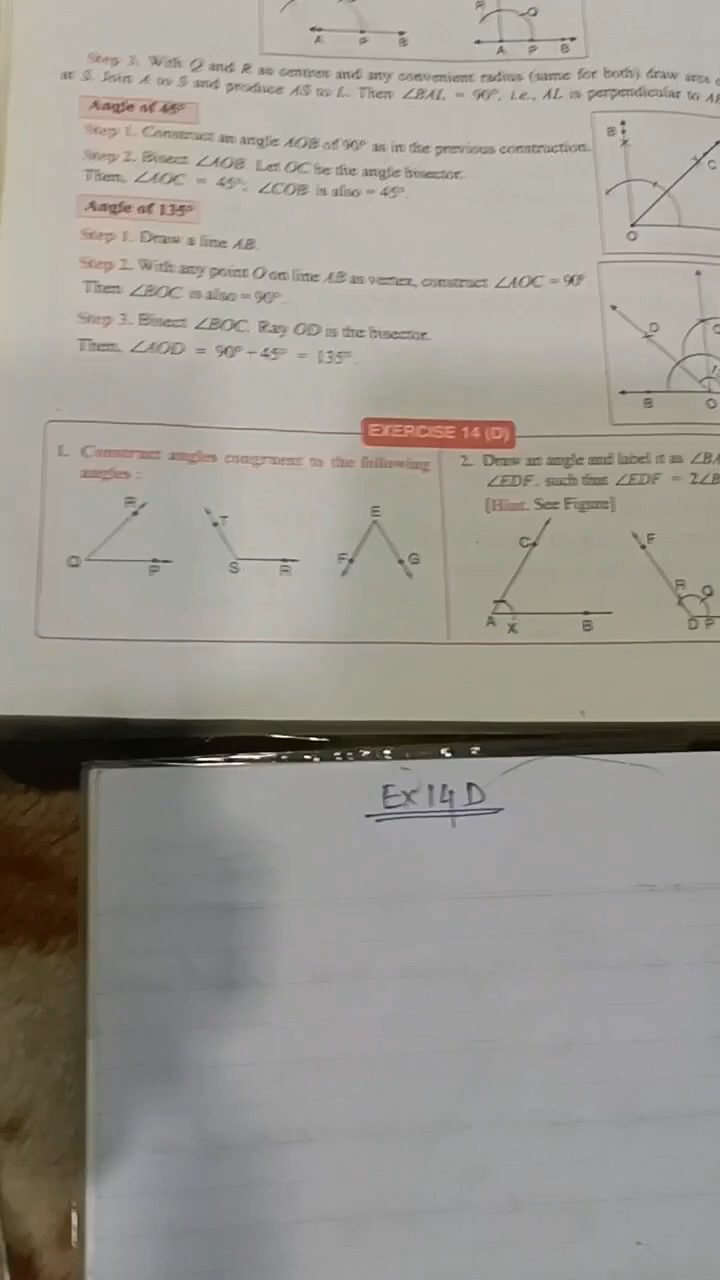 A P B
R Q
A P B
Step 3. With Q and R as centres and any convenient radius (same for both) draw arcs
at S. Join A to S and produce AS to L. Then ∠BAL = 90°, i.e., AL is perpendicular to
Angle of 45°
Step 1. Construct an angle AOB of 90° as in the previous construction.
Step 2. Bisect ∠AOB. Let OC be the angle bisector.
Then, ∠AOC = 45°; ∠COB is also = 45°.
B
C
O
Angle of 135°
Step 1. Draw a line AB.
Step 2. With any point O on line AB as vertex, construct ∠AOC = 90°
Then ∠BOC is also = 90°.
Step 3. Bisect ∠BOC. Ray OD is the bisector.
Then, ∠AOD = 90° + 45° = 135°.
D C
B O
EXERCISE 14 (D)
1. Construct angles congruent to the following
angles :
R
Q P
T
S R
E
F G
2. Draw an angle and label it as
∠EDF, such that ∠EDF =
[Hint. See Figure]
C
A X B
F
R Q
D P
Ex 14 D